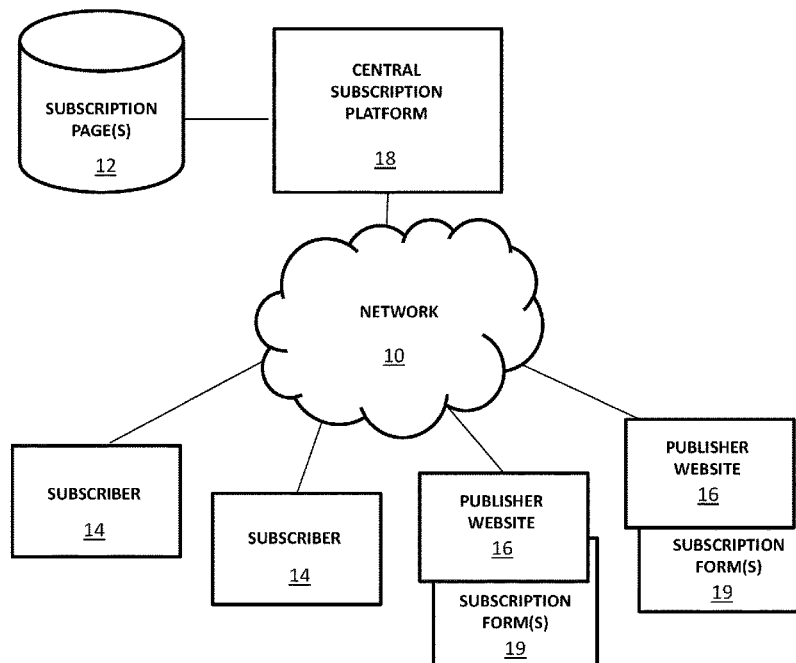 SUBSCRIPTION
PAGE(S)
12
CENTRAL
SUBSCRIPTION
PLATFORM
18
NETWORK
10
SUBSCRIBER
14
SUBSCRIBER
14
PUBLISHER
WEBSITE
16
SUBSCRIPTION
FORM(S)
19
PUBLISHER
WEBSITE
16
SUBSCRIPTION
FORM(S)
19